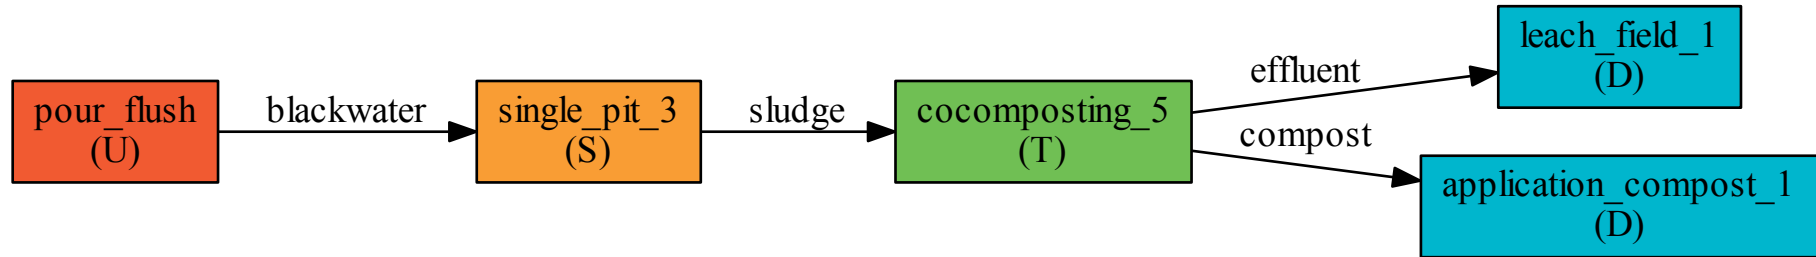 pour_flush
(U)
blackwater
single_pit_3
(S)
sludge
cocomposting_5
(T)
effluent
compost
leach_field_1
(D)
application_compost_1
(D)